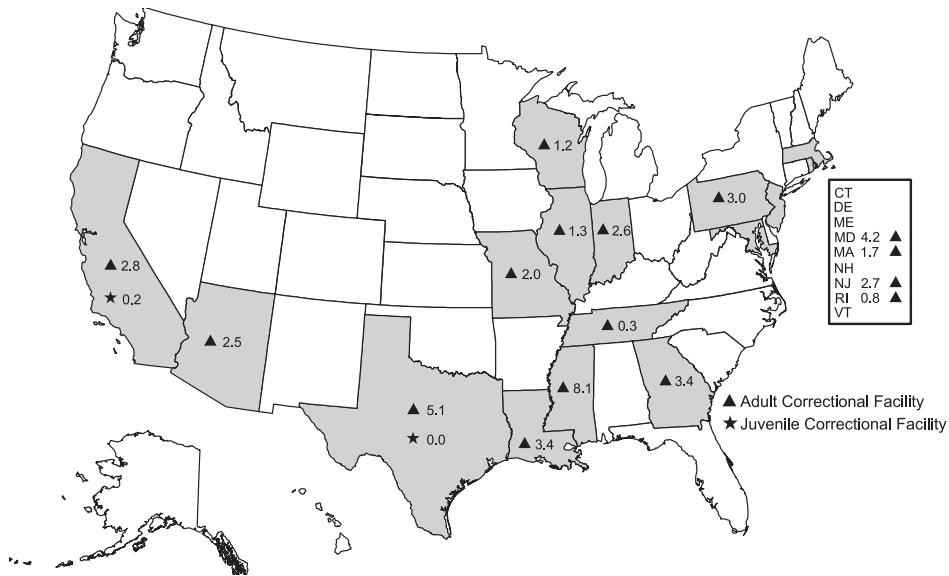 ▲ 1.2
▲ 3.0
CT
DE
ME
MD 4.2 ▲
MA 1.7 ▲
NH
NJ 2.7 ▲
RI 0.8 ▲
VT
▲ 1.3
▲ 2.6
▲ 2.8
▲ 2.0
★ 0.2
▲ 0.3
▲ 2.5
▲ 8.1
▲ 3.4
▲ Adult Correctional Facility
★ Juvenile Correctional Facility
▲ 5.1
★ 0.0
▲ 3.4